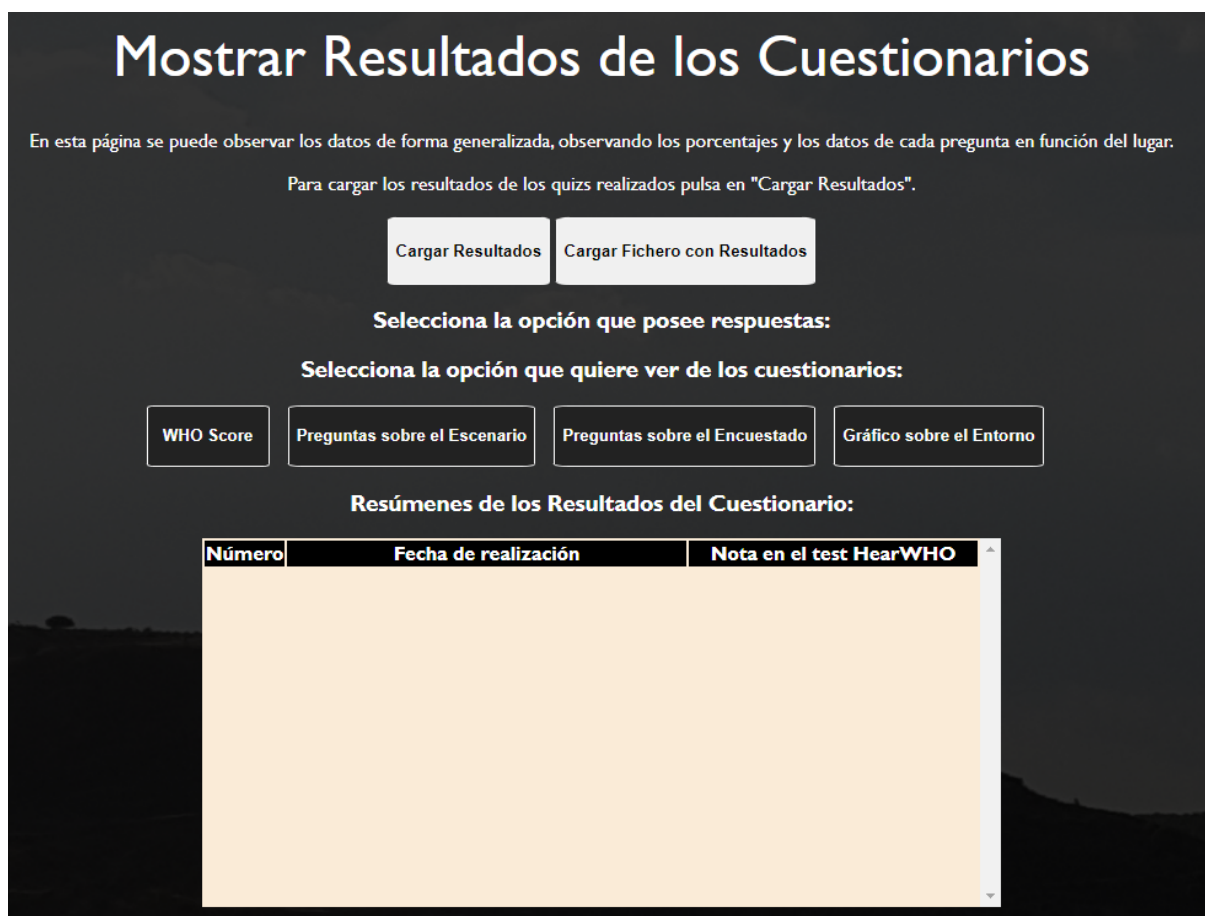 Mostrar Resultados de los Cuestionarios
En esta página se puede observar los datos de forma generalizada, observando los porcentajes y los datos de cada pregunta en función del lugar.
Para cargar los resultados de los quizs realizados pulsa en "Cargar Resultados".
Cargar Resultados Cargar Fichero con Resultados
Selecciona la opción que posee respuestas:
Selecciona la opción que quiere ver de los cuestionarios:
WHO Score Preguntas sobre el Escenario Preguntas sobre el Encuestado Gráfico sobre el Entorno
Resúmenes de los Resultados del Cuestionario:
Número Fecha de realización Nota en el test HearWHO